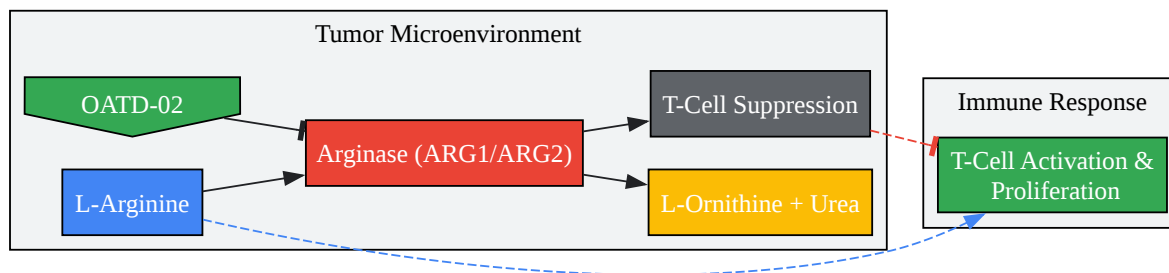 Tumor Microenvironment
OATD-02
T-Cell Suppression
Immune Response
Arginase (ARG1/ARG2)
T-Cell Activation &
Proliferation
L-Arginine
L-Ornithine + Urea